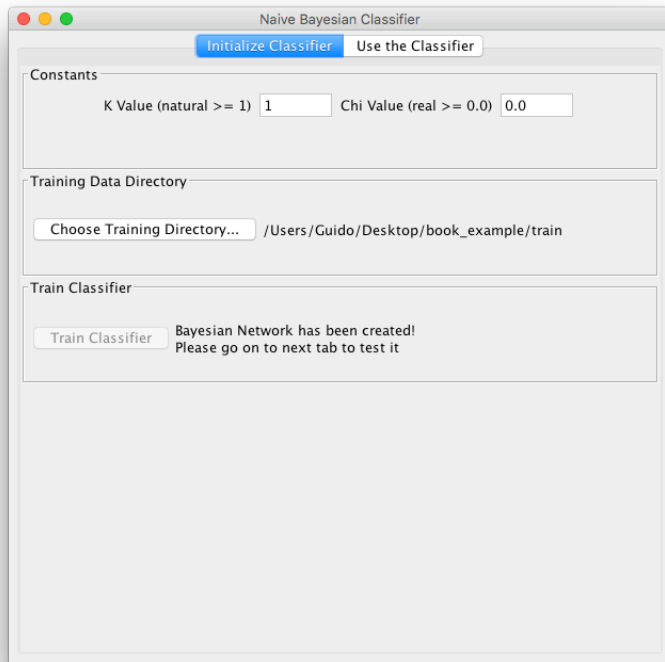 Naive Bayesian Classifier
Initialize Classifier Use the Classifier
Constants
K Value (natural >= 1) 1 Chi Value (real >= 0.0) 0.0
Training Data Directory
Choose Training Directory... /Users/Guido/Desktop/book_example/train
Train Classifier
Train Classifier Bayesian Network has been created!
Please go on to next tab to test it